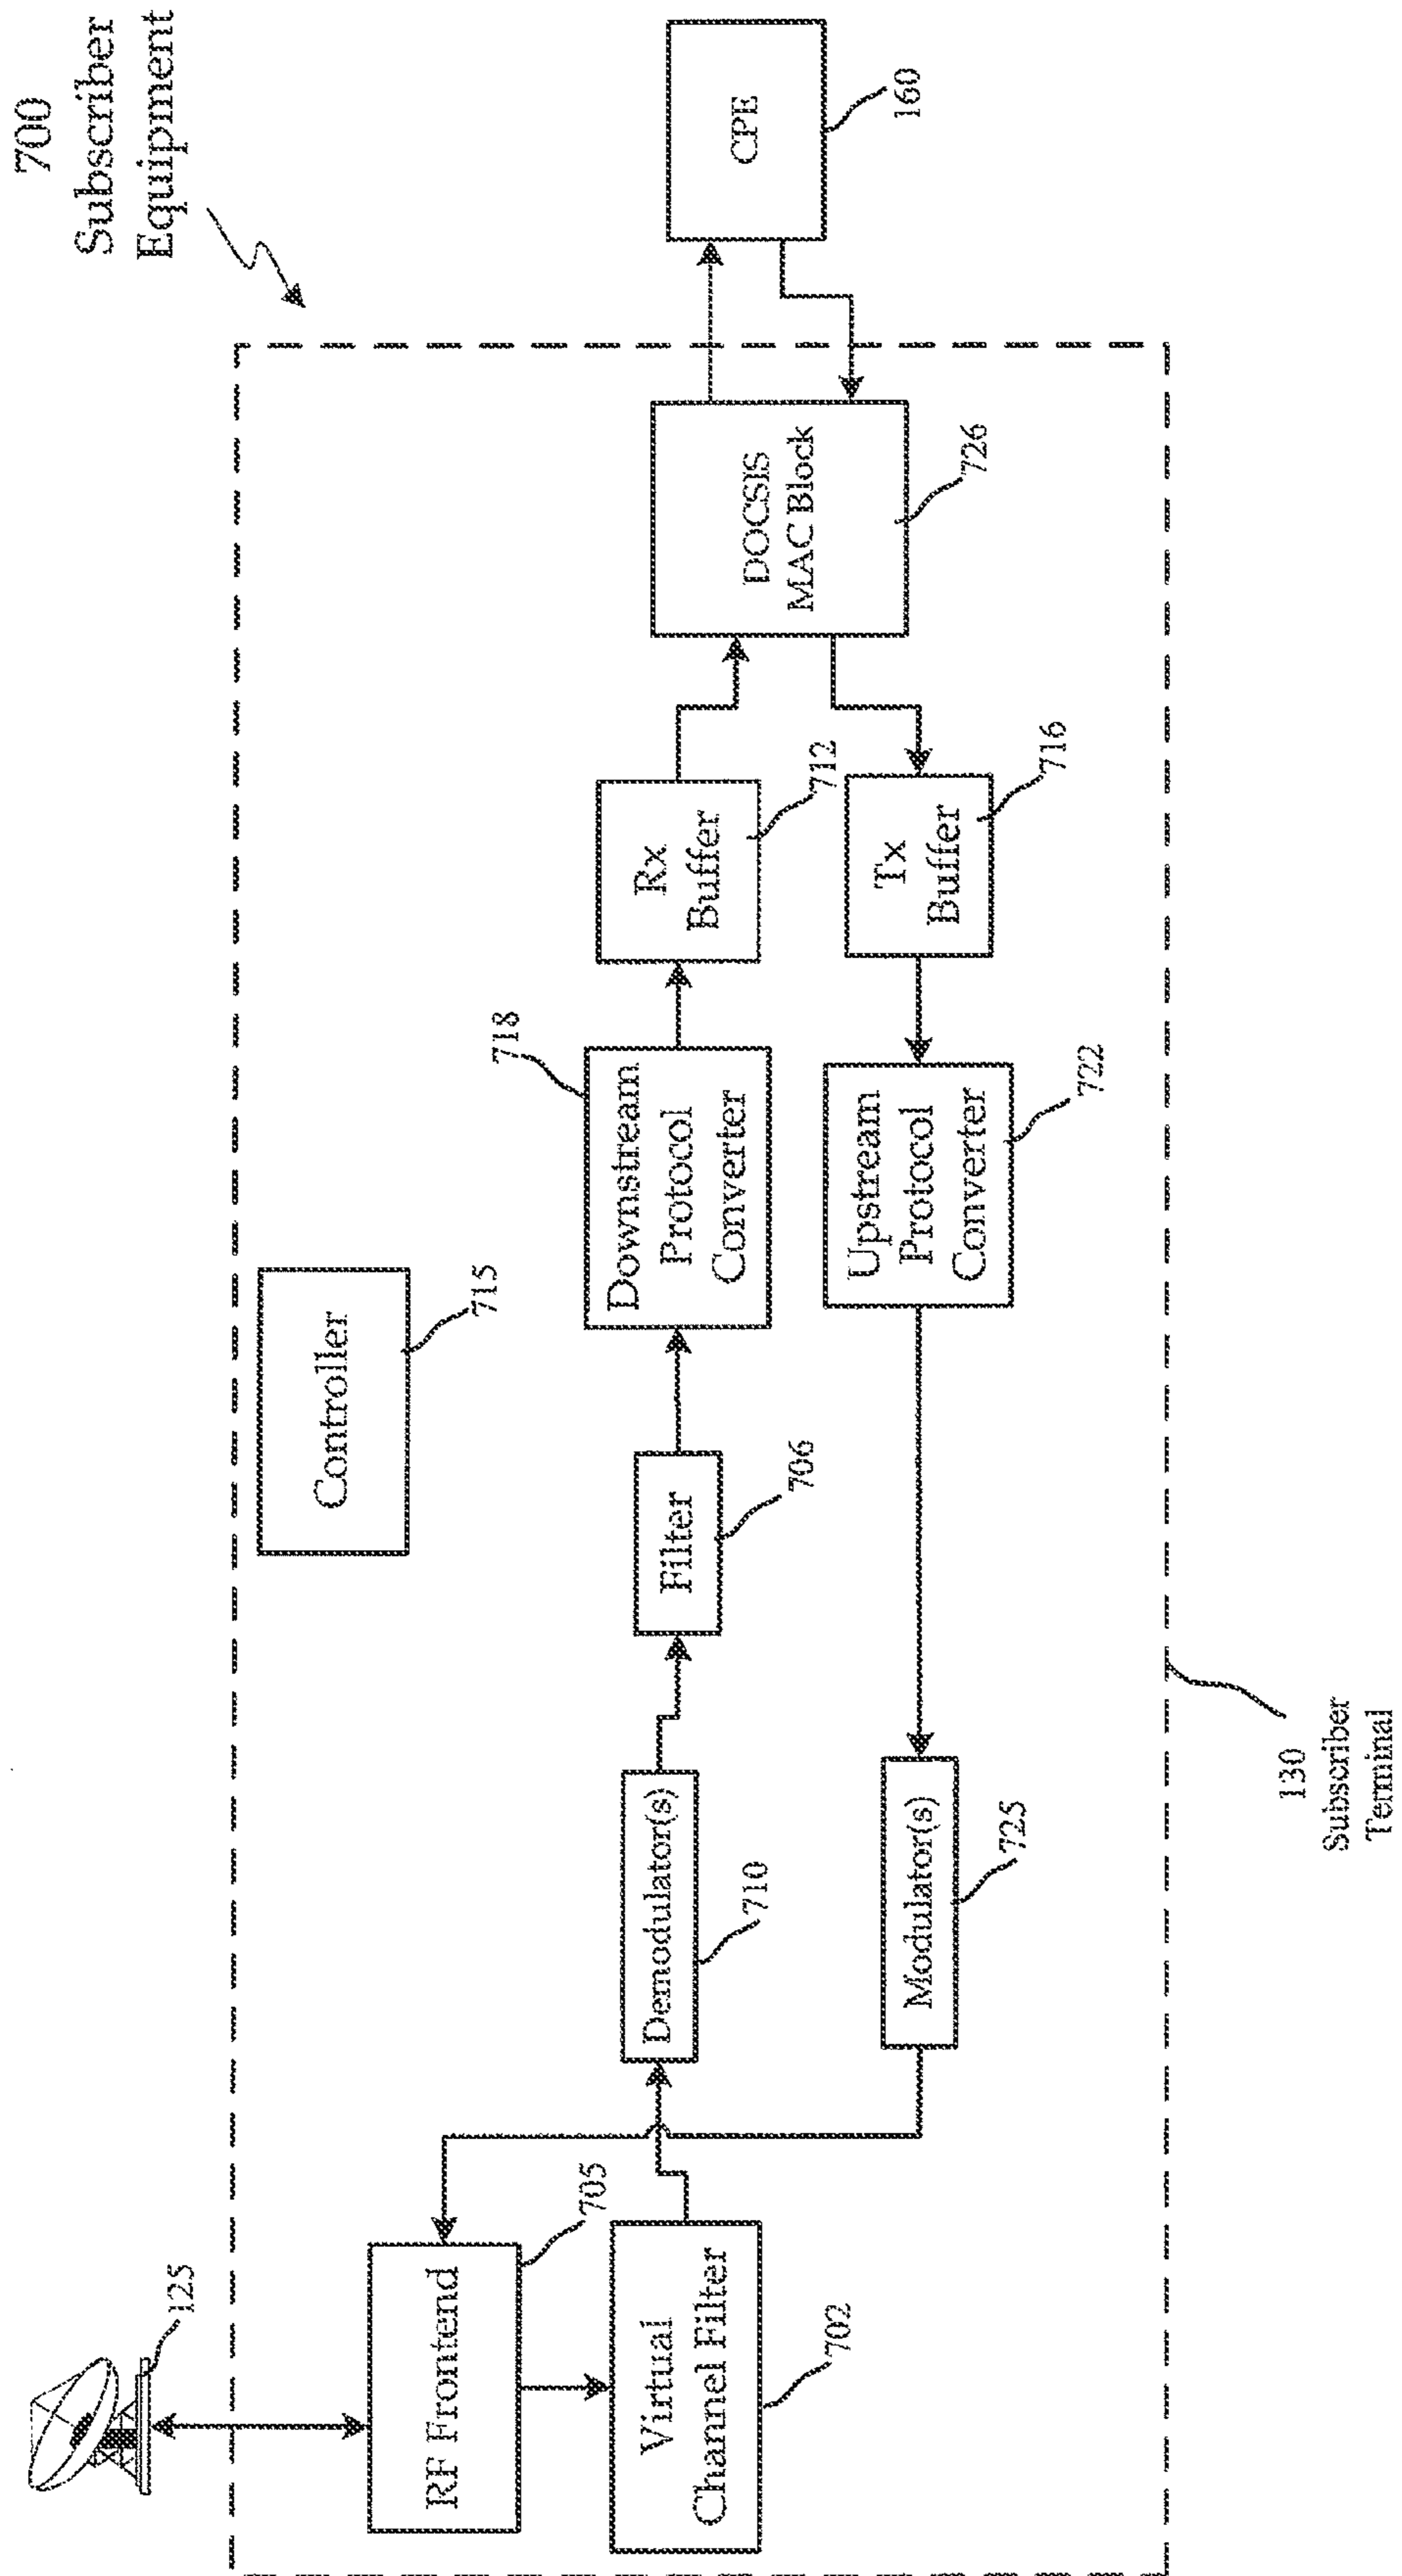 700
Subscriber
Equipment
125
RF Frontend
705
Virtual
Channel Filter
702
Demodulator(s)
710
Modulator(s)
725
Filter
706
Controller
715
Downstream
Protocol
Converter
718
Upstream
Protocol
Converter
722
Rx
Buffer
712
Tx
Buffer
716
DOCSIS
MAC Block
726
CPE
160
130
Subscriber
Terminal